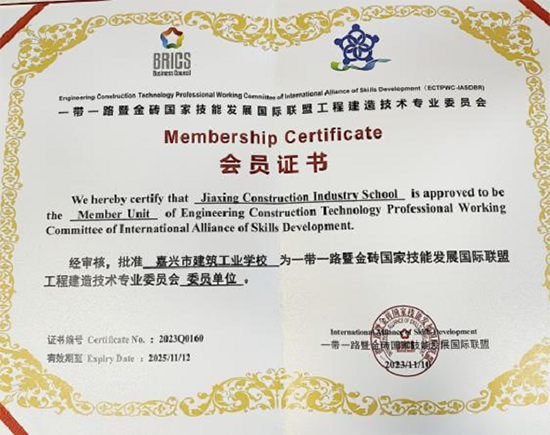 BRICS
Business Council
Engineering Construction Technology Professional Working Committee of International Alliance of Skills Development (ECTPWC-IASDBR)
一带一路暨金砖国家技能发展国际联盟工程建造技术专业委员会
Membership Certificate
会员证书
We hereby certify that Jiaxing Construction Industry School is approved to be
the Member Unit of Engineering Construction Technology Professional Working
Committee of International Alliance of Skills Development.
经审核，批准 嘉兴市建筑工业学校 为一带一路暨金砖国家技能发展国际联盟
工程建造技术专业委员会 委员单位 。
证书编号 Certificate No. : 2023Q0160
有效期至 Expiry Date : 2025/11/12
International Alliance of Skills Development
一带一路暨金砖国家技能发展国际联盟
2023/11/10